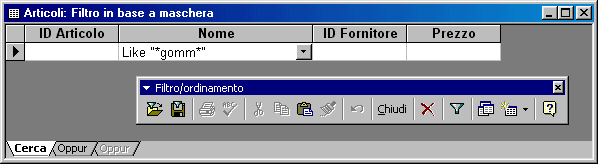 Articoli: Filtro in base a maschera
ID Articolo Nome ID Fornitore Prezzo
Like "*gomm*"
Filtro/ordinamento
ABC
Chiudi
Cerca Oppur Oppur